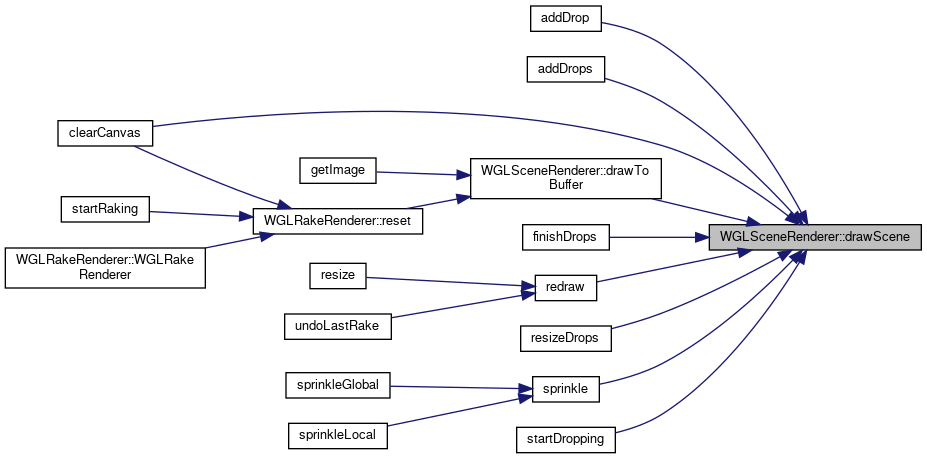 addDrop
addDrops
clearCanvas
getImage
WGLSceneRenderer::drawTo
Buffer
startRaking
WGLRakeRenderer::reset
finishDrops
WGLSceneRenderer::drawScene
WGLRakeRenderer::WGLRake
Renderer
resize
redraw
undoLastRake
resizeDrops
sprinkleGlobal
sprinkle
sprinkleLocal
startDropping